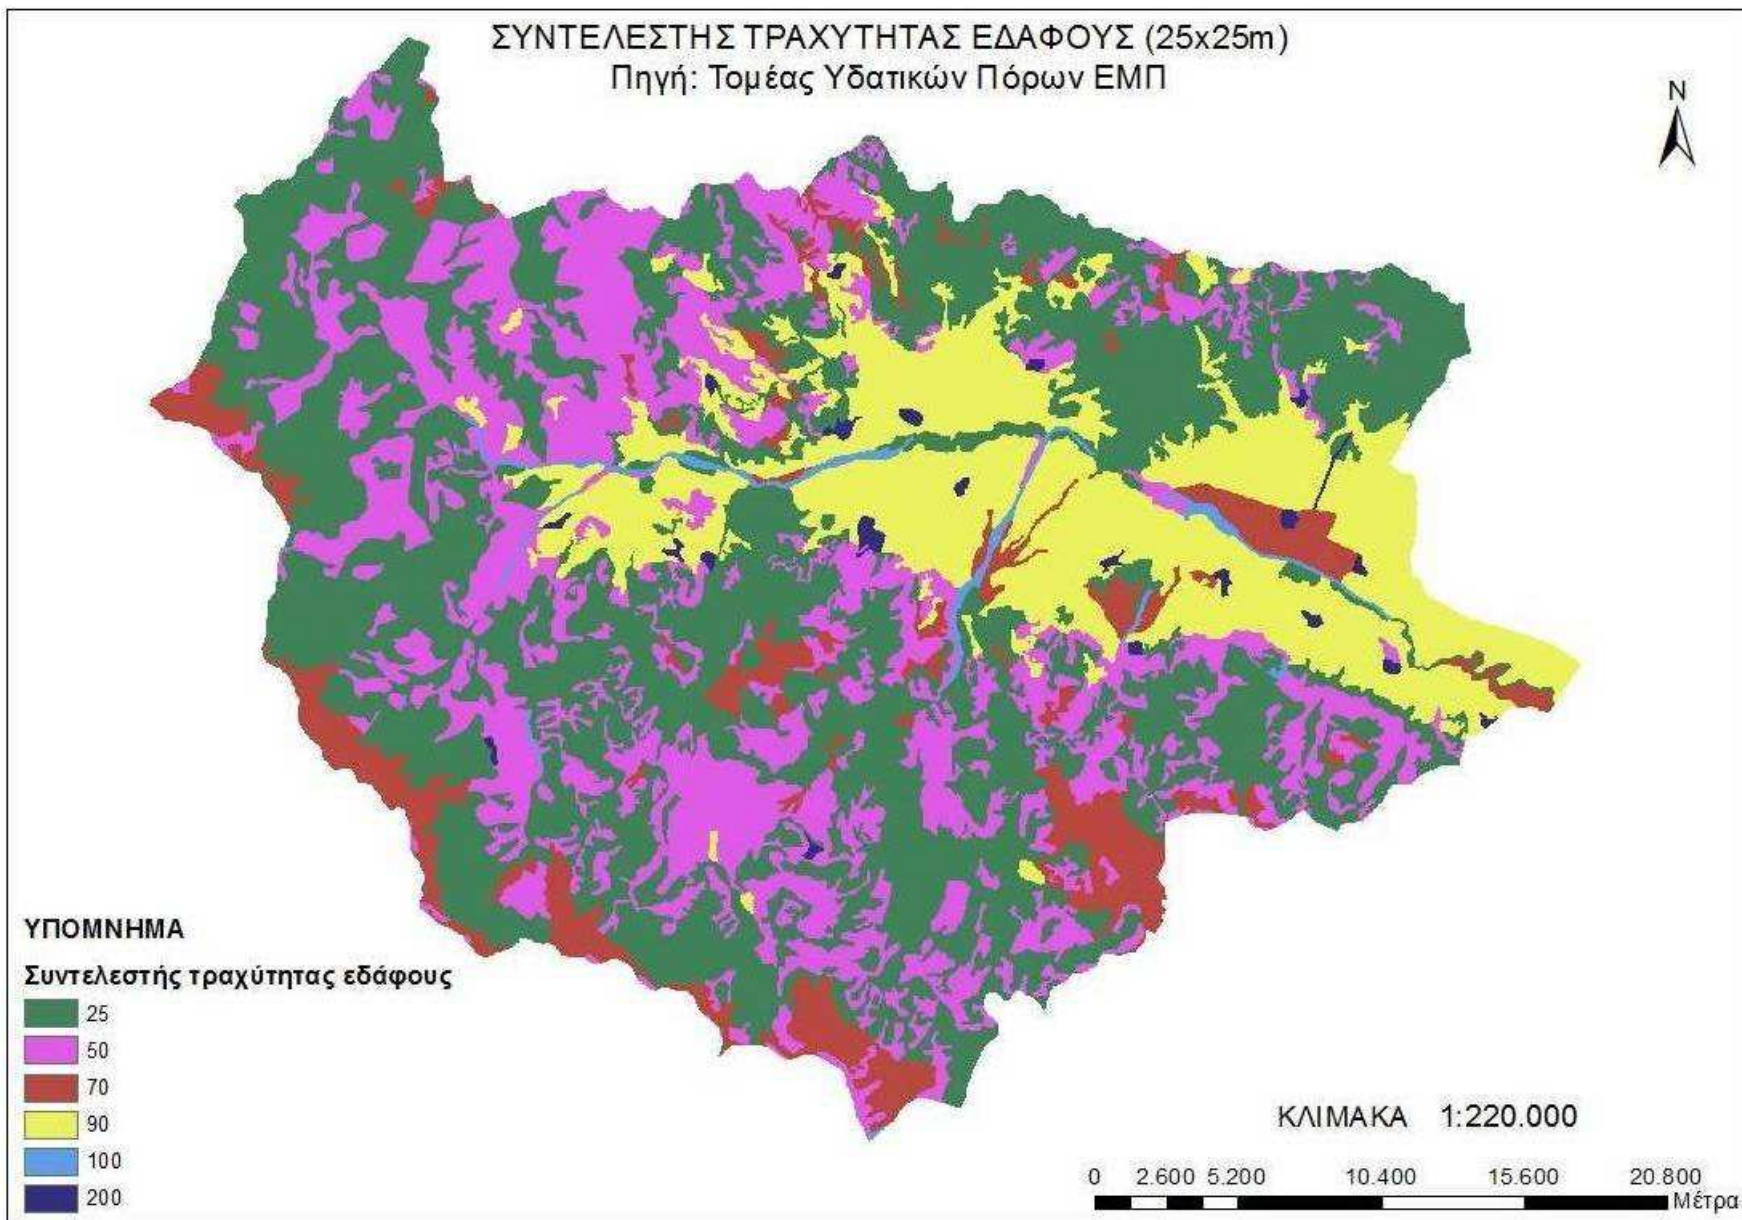 ΣΥΝΤΕΛΕΣΤΗΣ ΤΡΑΧΥΤΗΤΑΣ ΕΔΑΦΟΥΣ (25x25m)
Πηγή: Τομέας Υδατικών Πόρων ΕΜΠ
N
ΥΠΟΜΝΗΜΑ
Συντελεστής τραχύτητας εδάφους
25
50
70
90
100
200
ΚΛΙΜΑΚΑ 1:220.000
0 2.600 5.200 10.400 15.600 20.800
Μέτρα